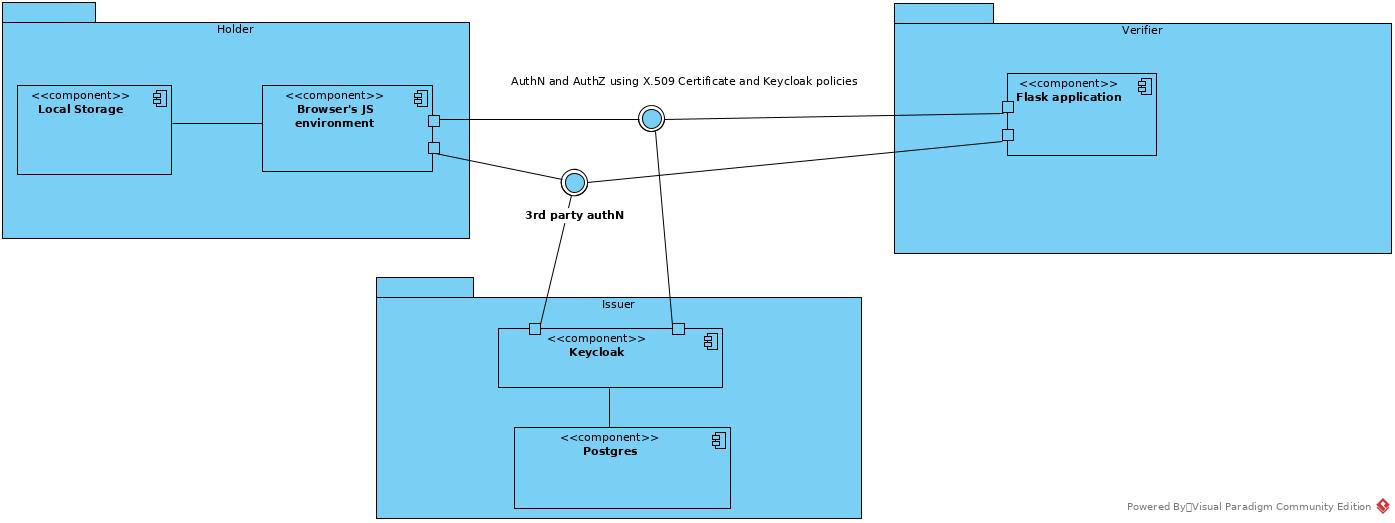 Holder
<<component>>
Local Storage
<<component>>
Browser's JS
environment
AuthN and AuthZ using X.509 Certificate and Keycloak policies
3rd party authN
Verifier
<<component>>
Flask application
Issuer
<<component>>
Keycloak
<<component>>
Postgres
Powered By Visual Paradigm Community Edition